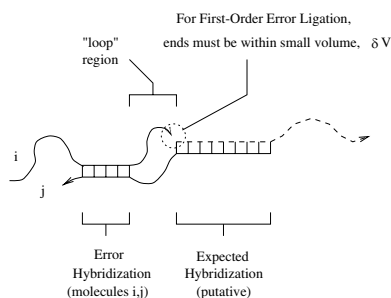 For First-Order Error Ligation,
ends must be within small volume, δ V
"loop"
region
i
j
Error
Hybridization
(molecules i,j)
Expected
Hybridization
(putative)